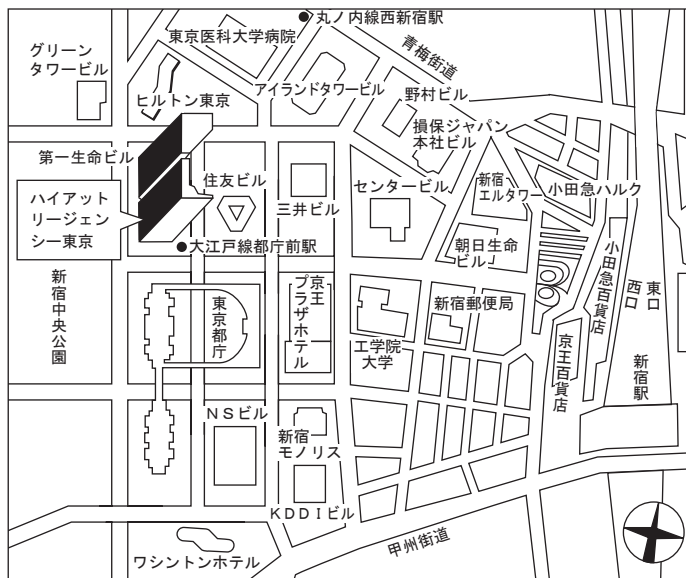 丸ノ内線西新宿駅
東京医科大学病院
グリーン
タワービル
青梅街道
ヒルトン東京
アイランドタワービル
野村ビル
損保ジャパン
本社ビル
第一生命ビル
住友ビル
三井ビル
センタービル
新宿
エルタワー
小田急ハルク
ハイアット
リージェン
シー東京
大江戸線都庁前駅
朝日生命
ビル
小田急百貨店
西口
東口
新宿中央公園
東京都庁
京王
プラザホテル
新宿郵便局
工学院
大学
京王百貨店
新宿駅
NSビル
新宿
モノリス
KDDIビル
甲州街道
ワシントンホテル